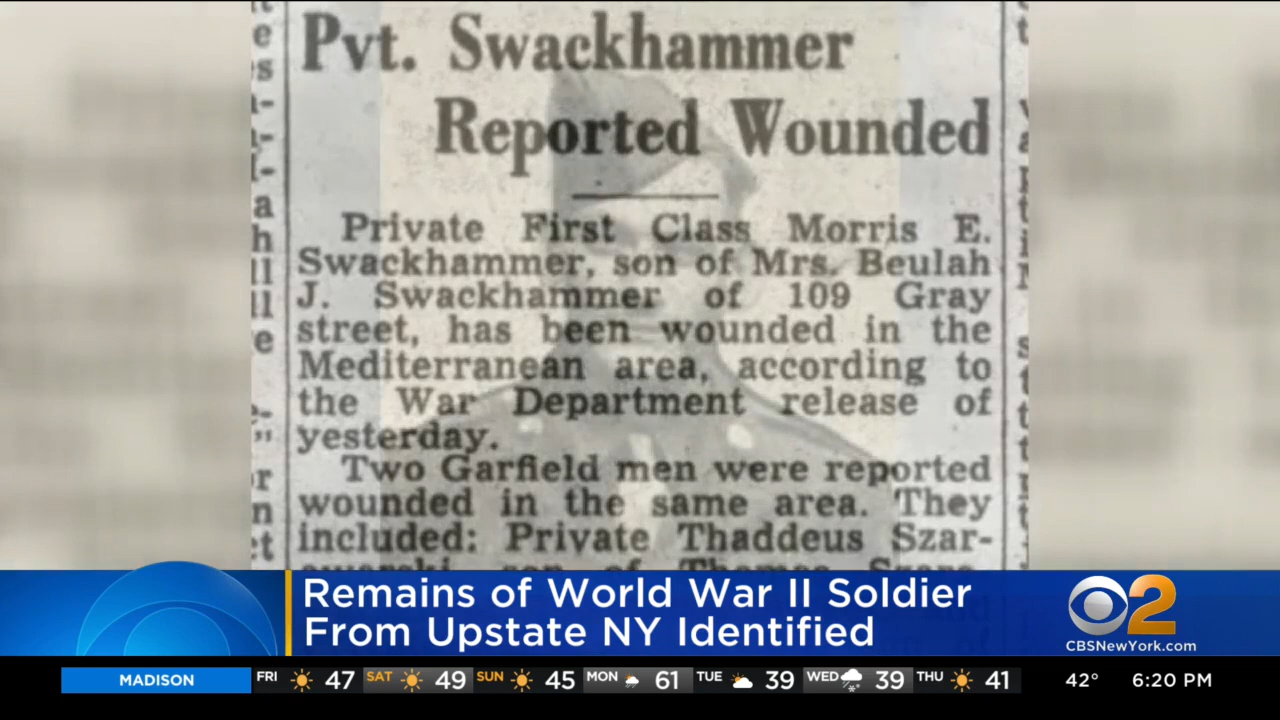 Pvt. Swackhammer
Reported Wounded
Private First Class Morris E.
Swackhammer, son of Mrs. Beulah
J. Swackhammer of 109 Gray
street, has been wounded in the
Mediterranean area, according to
the War Department release of
yesterday.
Two Garfield men were reported
wounded in the same area. They
included: Private Thaddeus Szar-
Remains of World War II Soldier
From Upstate NY Identified
2
CBSNewYork.com
MADISON FRI 47 SAT 49 SUN 45 MON 61 TUE 39 WED 39 THU 41 42° 6:20 PM